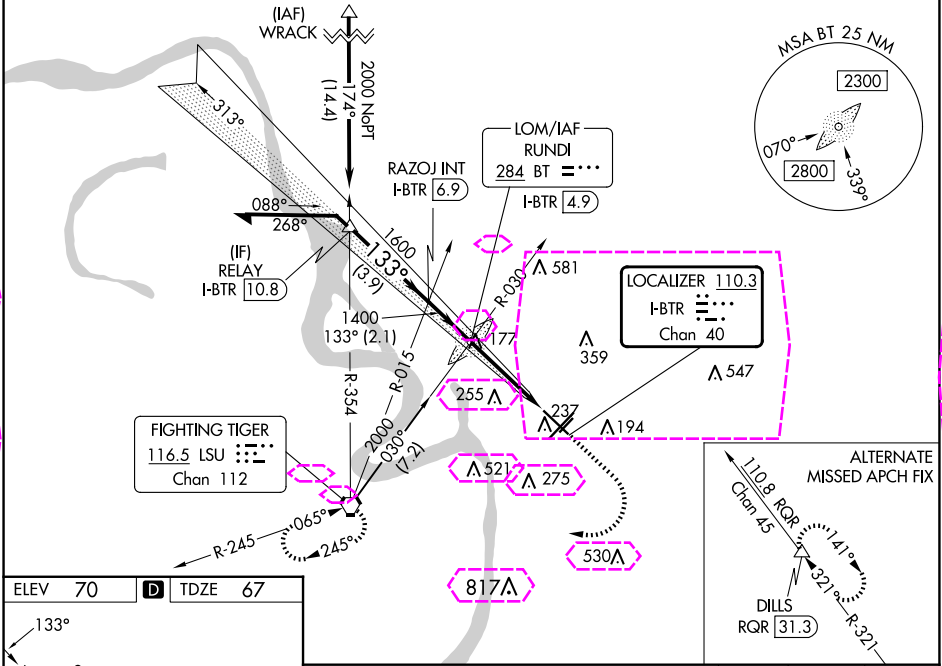 (IAF)
WRACK
2000 NoPT
174°
(14.4)
313°
MSA BT 25 NM
2300
070°
2800
339°
LOM/IAF
RUNDI
284 BT
I-BTR 4.9
RAZOJ INT
I-BTR 6.9
088°
268°
(IF)
RELAY
I-BTR 10.8
1600
133°
(3.9)
1400
133° (2.1)
R-030
R-015
R-354
177
581
359
547
LOCALIZER 110.3
I-BTR
Chan 40
255
237
194
521
275
530
817
2000
030°
(7.2)
FIGHTING TIGER
116.5 LSU
Chan 112
065°
R-245
245°
ALTERNATE
MISSED APCH FIX
110.8 RQR
Chan 45
141°
321°
R-321
DILLS
RQR 31.3
ELEV 70 D TDZE 67
133°